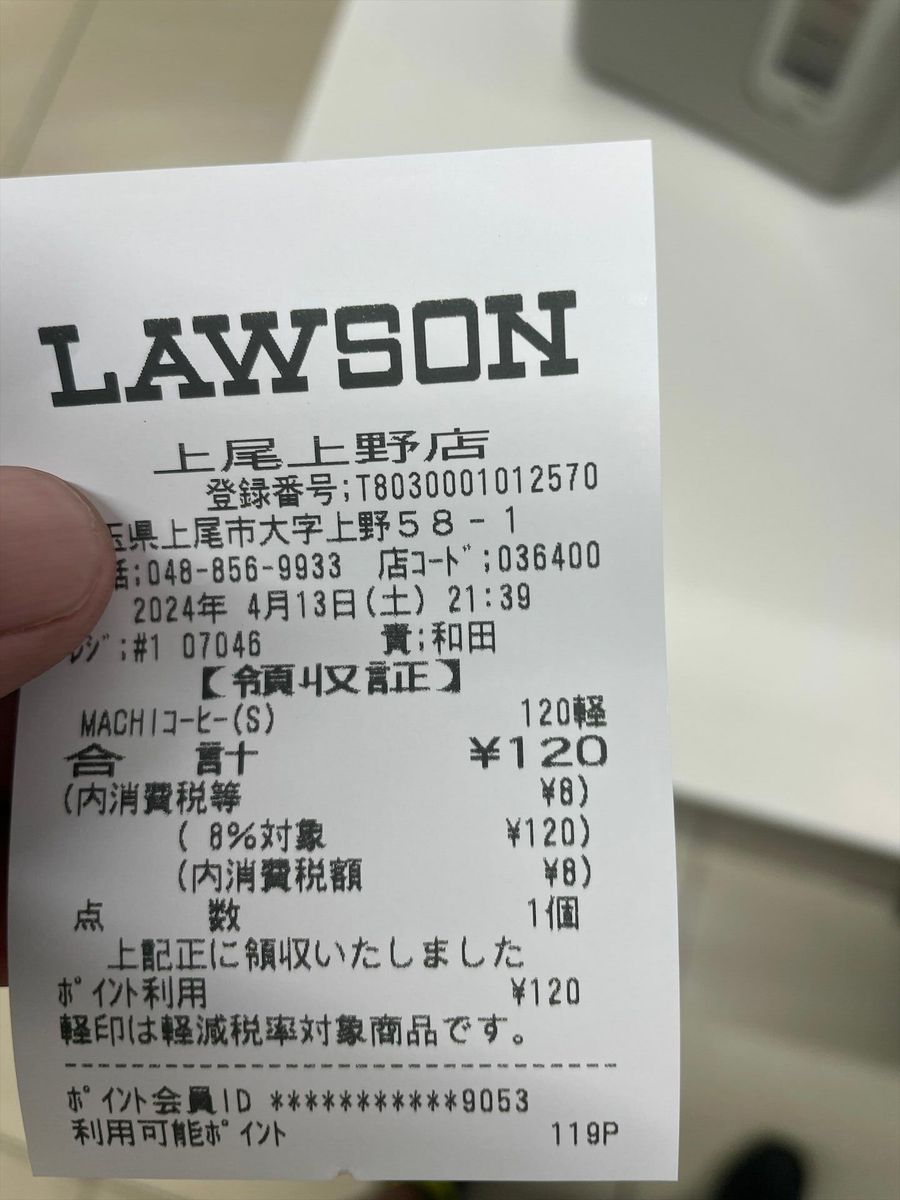 LAWSON
上尾上野店
登録番号;T8030001012570
玉県上尾市大字上野58-1
話;048-856-9933 店コード;036400
2024年 4月13日(土) 21:39
レジ;#1 07046 責;和田
【領収証】
MACHIコーヒー(S) 120軽
合 計 ¥120
(内消費税等 ¥8)
( 8%対象 ¥120)
(内消費税額 ¥8)
点 数 1個
上記正に領収いたしました
ポイント利用 ¥120
軽印は軽減税率対象商品です。
ポイント会員ID ***********9053
利用可能ポイント 119P